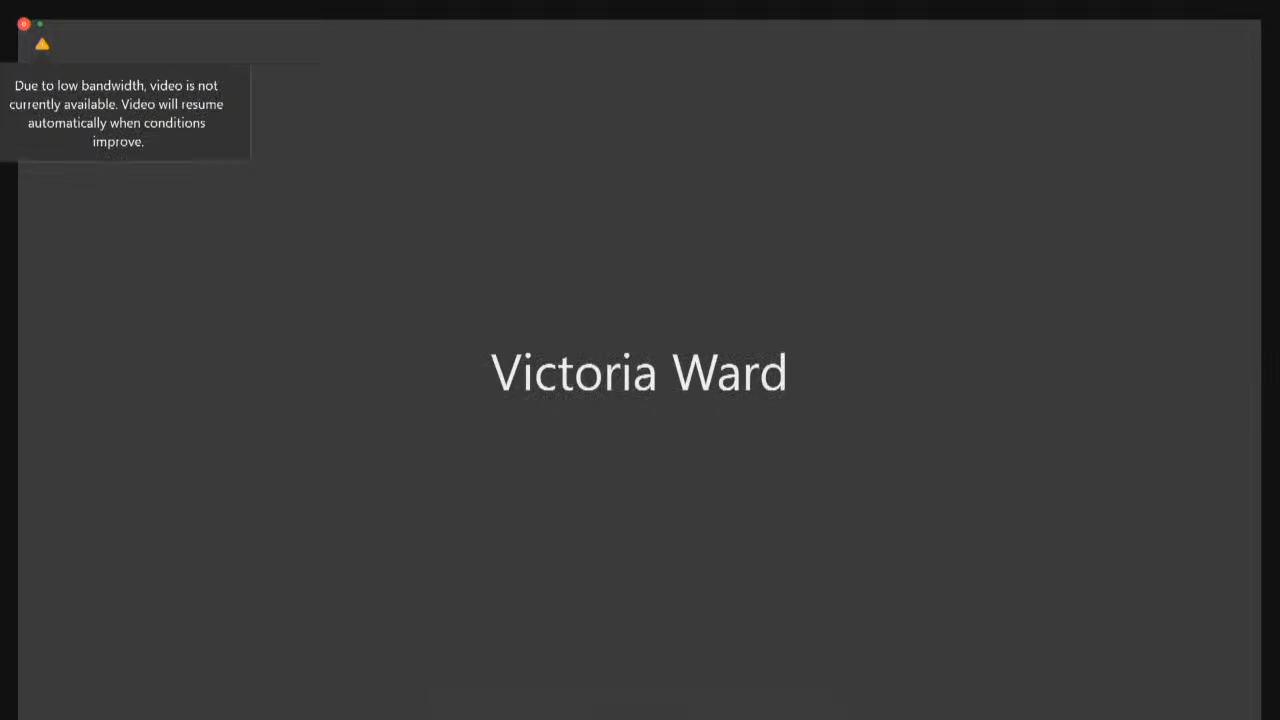 Due to low bandwidth, video is not
currently available. Video will resume
automatically when conditions
improve.
Victoria Ward